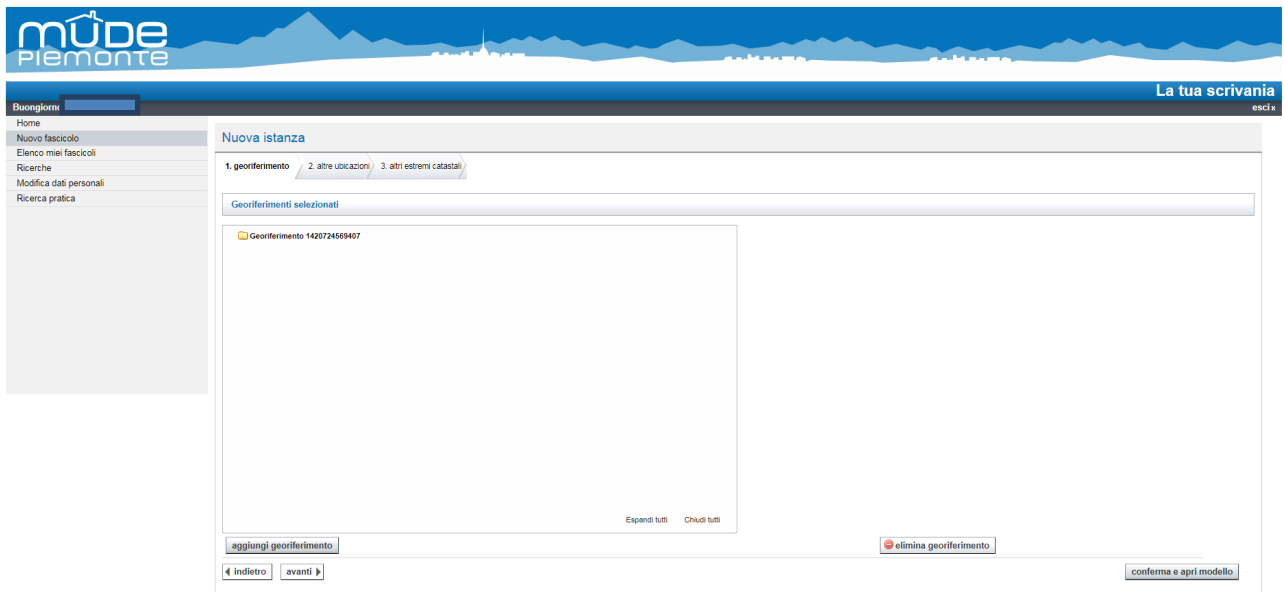 mūDe
PIemonTe
La tua scrivania
Buongiorno
esci x
Home
Nuovo fascicolo
Elenco miei fascicoli
Ricerche
Modifica dati personali
Ricerca pratica
Nuova istanza
1. georiferimento 2. altre ubicazioni 3. altri estremi catastali
Georiferimenti selezionati
Georiferimento 1420724569407
Espandi tutti Chiudi tutti
aggiungi georiferimento
elimina georiferimento
indietro avanti
conferma e apri modello